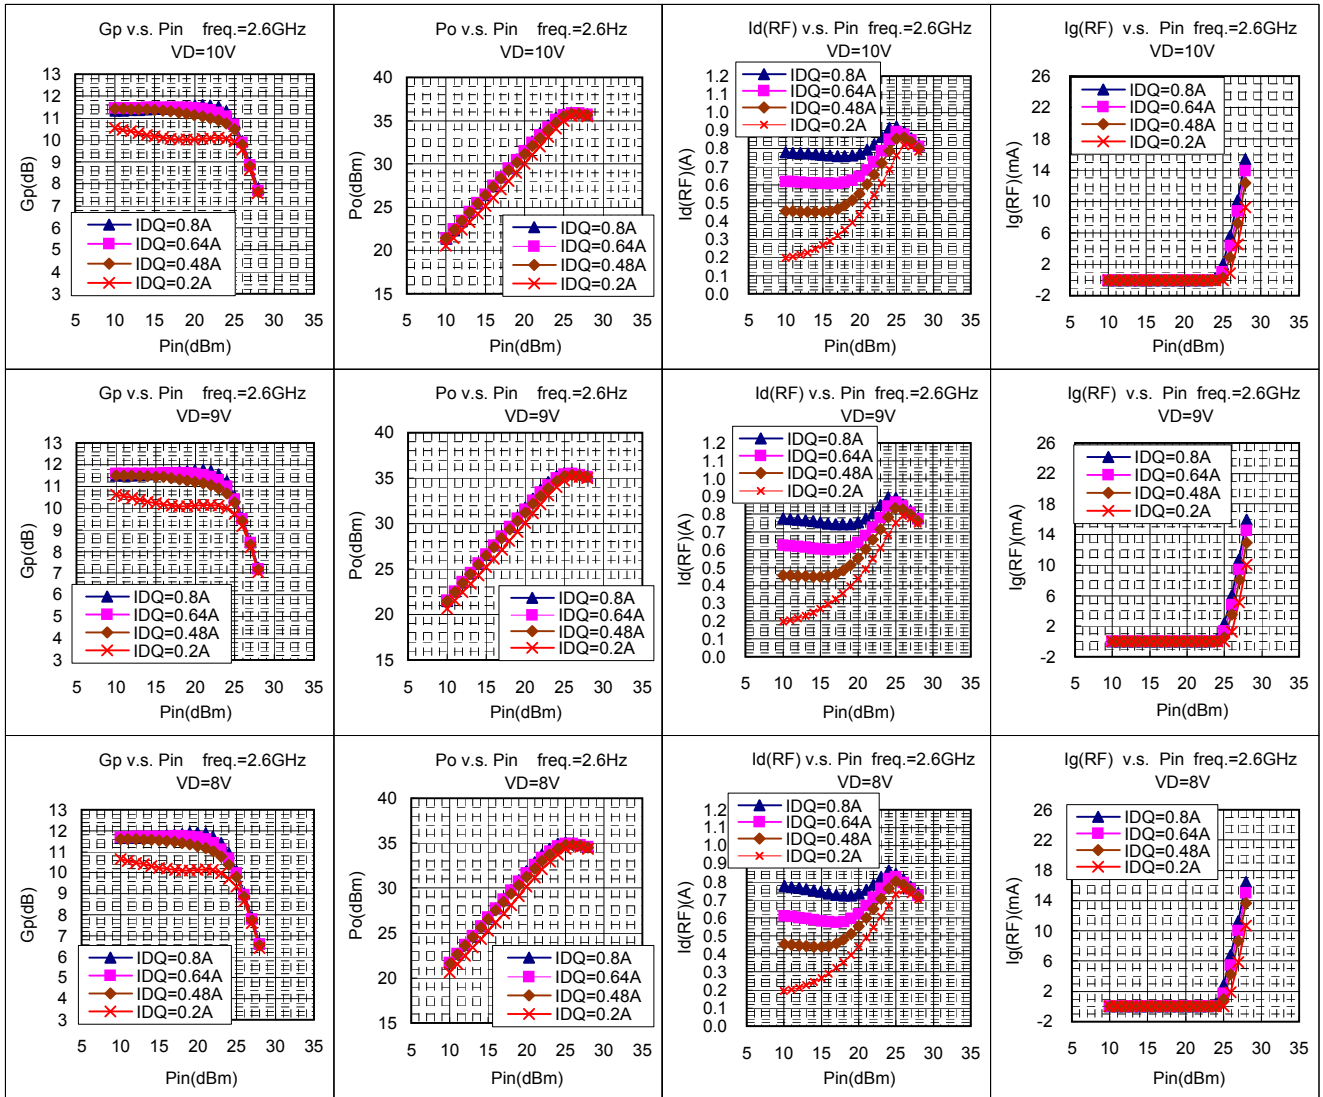 Gp v.s. Pin freq.=2.6GHz
VD=10V
13
12
11
10
9
8
7
6
5
4
3
Gp(dB)
IDQ=0.8A
IDQ=0.64A
IDQ=0.48A
IDQ=0.2A
5 10 15 20 25 30 35
Pin(dBm)
Po v.s. Pin freq.=2.6Hz
VD=10V
40
35
30
25
20
15
Po(dBm)
IDQ=0.8A
IDQ=0.64A
IDQ=0.48A
IDQ=0.2A
5 10 15 20 25 30 35
Pin(dBm)
Id(RF) v.s. Pin freq.=2.6GHz
VD=10V
1.2
1.1
1.0
0.9
0.8
0.7
0.6
0.5
0.4
0.3
0.2
0.1
0.0
Id(RF)(A)
IDQ=0.8A
IDQ=0.64A
IDQ=0.48A
IDQ=0.2A
5 10 15 20 25 30 35
Pin(dBm)
Ig(RF) v.s. Pin freq.=2.6GHz
VD=10V
26
22
18
14
10
6
2
-2
Ig(RF)(mA)
IDQ=0.8A
IDQ=0.64A
IDQ=0.48A
IDQ=0.2A
5 10 15 20 25 30 35
Pin(dBm)
Gp v.s. Pin freq.=2.6GHz
VD=9V
13
12
11
10
9
8
7
6
5
4
3
Gp(dB)
IDQ=0.8A
IDQ=0.64A
IDQ=0.48A
IDQ=0.2A
5 10 15 20 25 30 35
Pin(dBm)
Po v.s. Pin freq.=2.6Hz
VD=9V
40
35
30
25
20
15
Po(dBm)
IDQ=0.8A
IDQ=0.64A
IDQ=0.48A
IDQ=0.2A
5 10 15 20 25 30 35
Pin(dBm)
Id(RF) v.s. Pin freq.=2.6GHz
VD=9V
1.2
1.1
1.0
0.9
0.8
0.7
0.6
0.5
0.4
0.3
0.2
0.1
0.0
Id(RF)(A)
IDQ=0.8A
IDQ=0.64A
IDQ=0.48A
IDQ=0.2A
5 10 15 20 25 30 35
Pin(dBm)
Ig(RF) v.s. Pin freq.=2.6GHz
VD=9V
26
22
18
14
10
6
2
-2
Ig(RF)(mA)
IDQ=0.8A
IDQ=0.64A
IDQ=0.48A
IDQ=0.2A
5 10 15 20 25 30 35
Pin(dBm)
Gp v.s. Pin freq.=2.6GHz
VD=8V
13
12
11
10
9
8
7
6
5
4
3
Gp(dB)
IDQ=0.8A
IDQ=0.64A
IDQ=0.48A
IDQ=0.2A
5 10 15 20 25 30 35
Pin(dBm)
Po v.s. Pin freq.=2.6Hz
VD=8V
40
35
30
25
20
15
Po(dBm)
IDQ=0.8A
IDQ=0.64A
IDQ=0.48A
IDQ=0.2A
5 10 15 20 25 30 35
Pin(dBm)
Id(RF) v.s. Pin freq.=2.6GHz
VD=8V
1.2
1.1
1.0
0.9
0.8
0.7
0.6
0.5
0.4
0.3
0.2
0.1
0.0
Id(RF)(A)
IDQ=0.8A
IDQ=0.64A
IDQ=0.48A
IDQ=0.2A
5 10 15 20 25 30 35
Pin(dBm)
Ig(RF) v.s. Pin freq.=2.6GHz
VD=8V
26
22
18
14
10
6
2
-2
Ig(RF)(mA)
IDQ=0.8A
IDQ=0.64A
IDQ=0.48A
IDQ=0.2A
5 10 15 20 25 30 35
Pin(dBm)